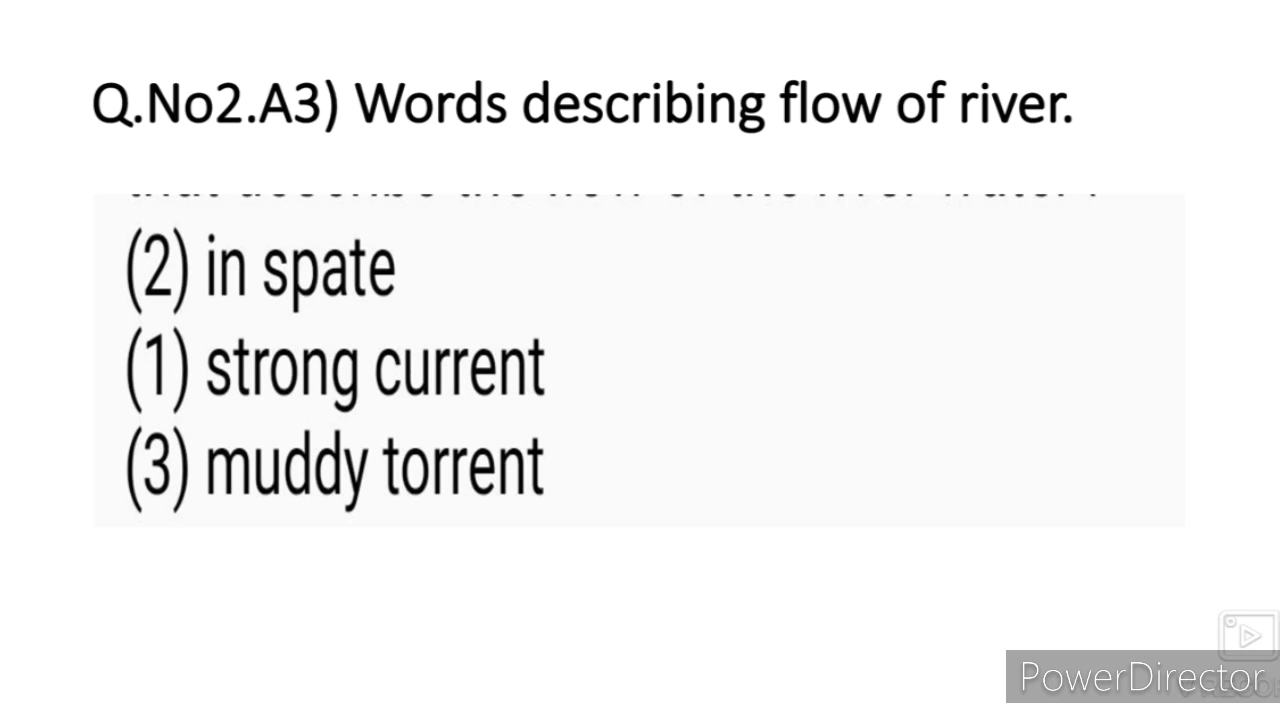 Q.No2.A3) Words describing flow of river.
(2) in spate
(1) strong current
(3) muddy torrent
PowerDirector